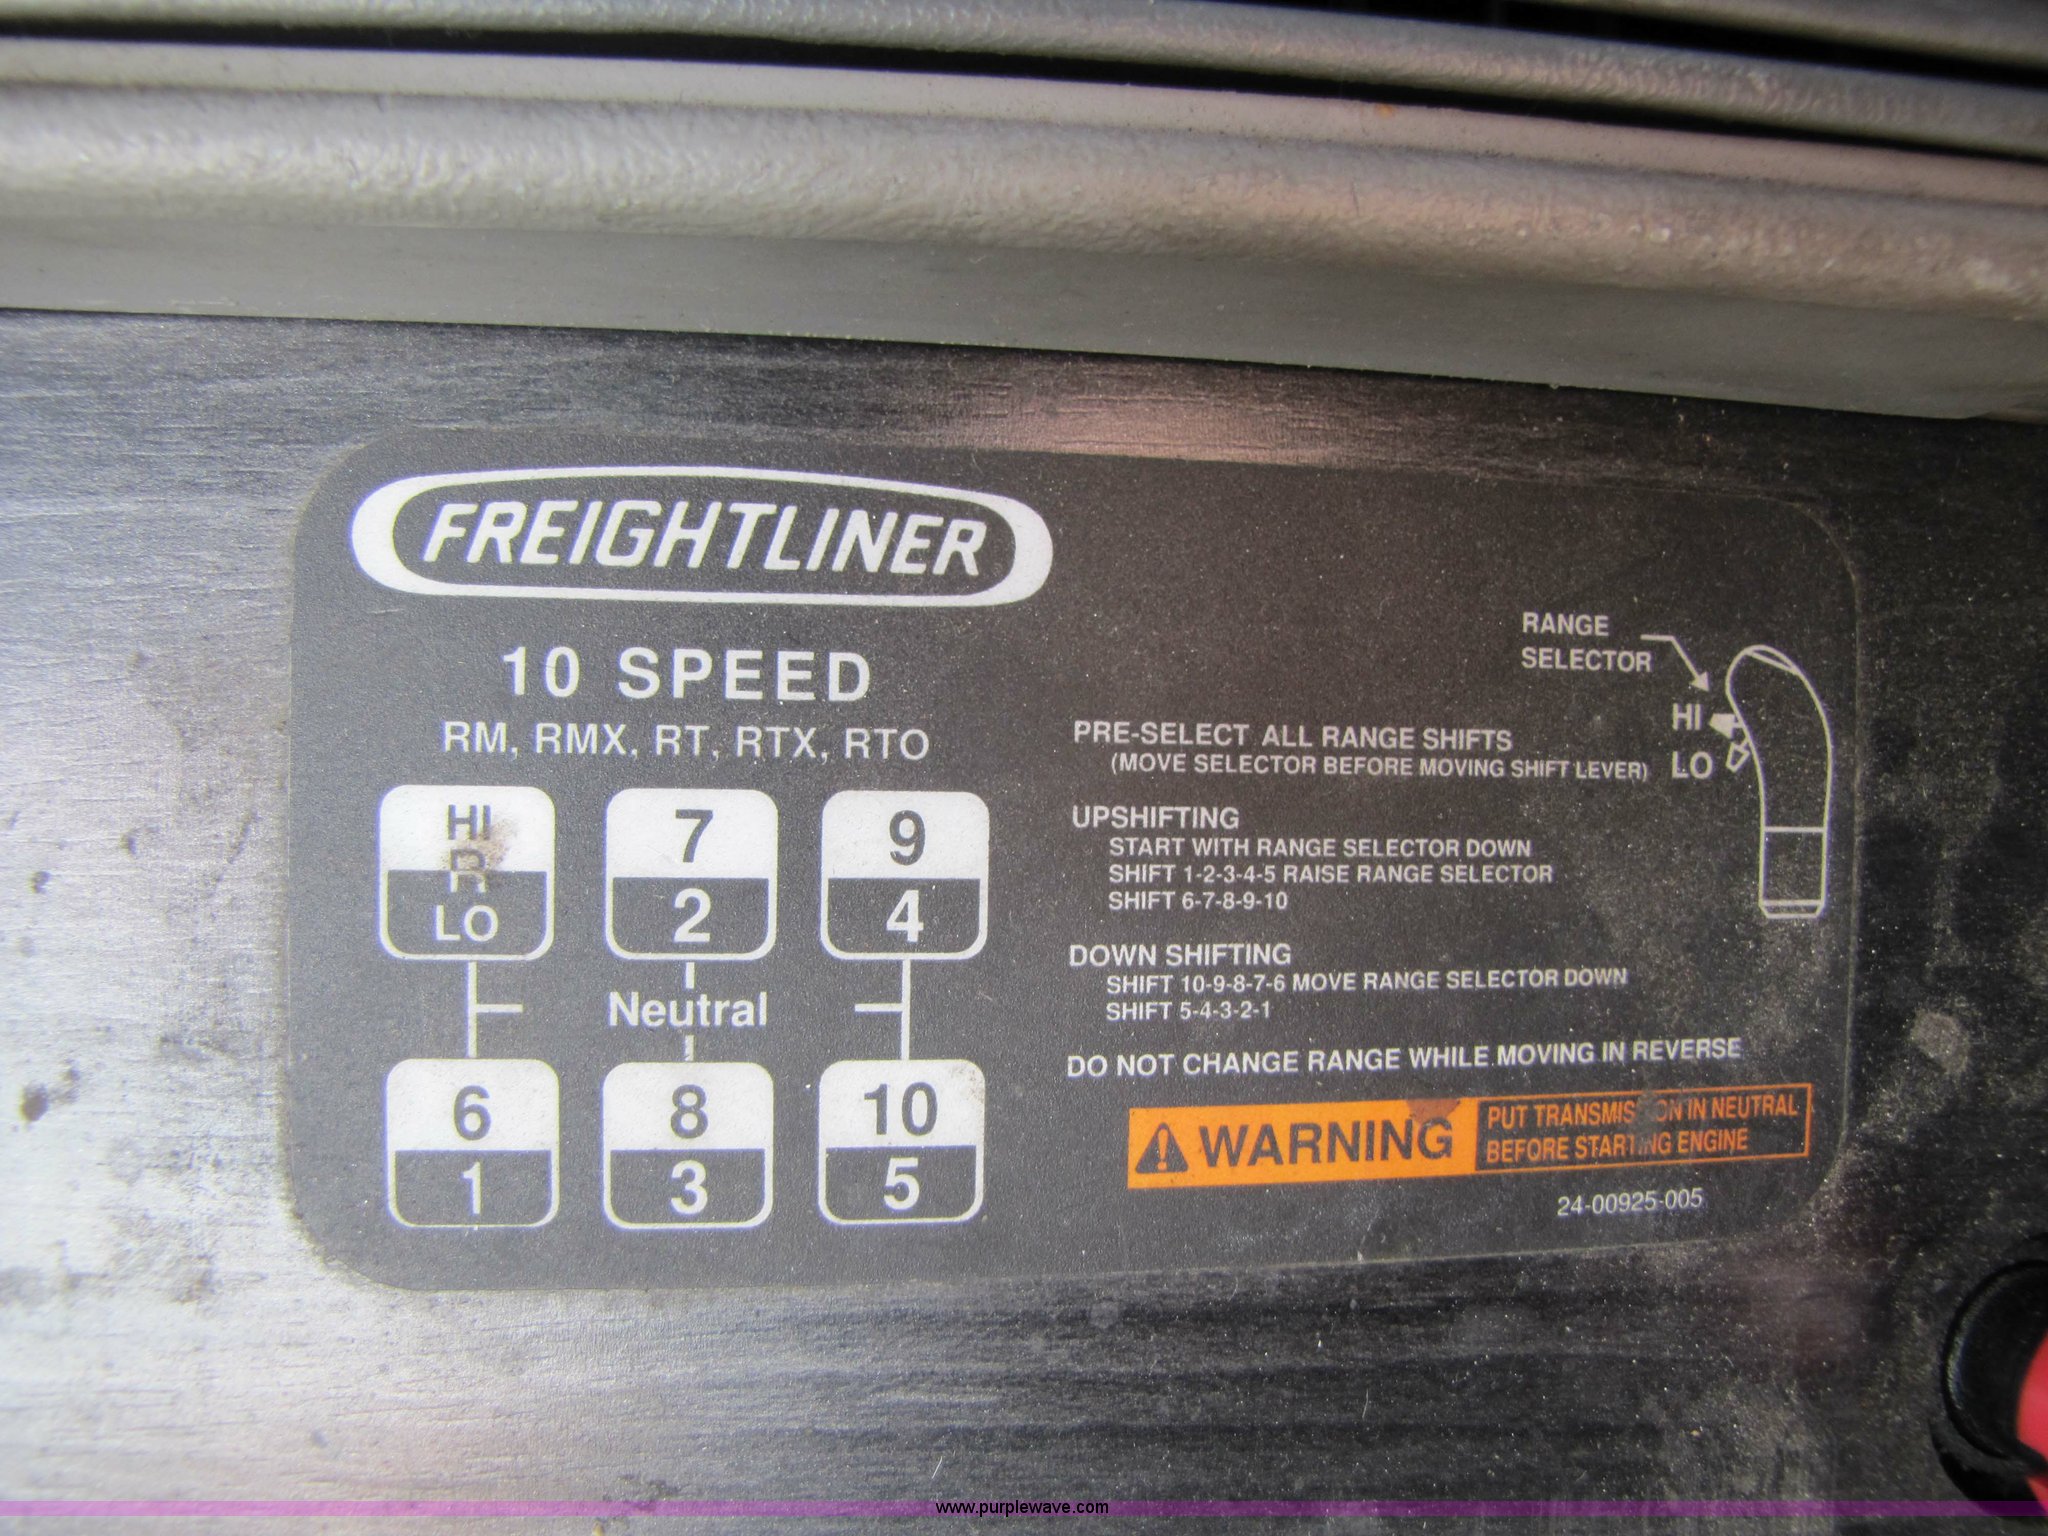 FREIGHTLINER
10 SPEED
RM, RMX, RT, RTX, RTO
HI
R
LO
7
2
9
4
Neutral
6
1
8
3
10
5
RANGE
SELECTOR
HI
LO
PRE-SELECT ALL RANGE SHIFTS
(MOVE SELECTOR BEFORE MOVING SHIFT LEVER)
UPSHIFTING
START WITH RANGE SELECTOR DOWN
SHIFT 1-2-3-4-5 RAISE RANGE SELECTOR
SHIFT 6-7-8-9-10
DOWN SHIFTING
SHIFT 10-9-8-7-6 MOVE RANGE SELECTOR DOWN
SHIFT 5-4-3-2-1
DO NOT CHANGE RANGE WHILE MOVING IN REVERSE
WARNING
PUT TRANSMISSION IN NEUTRAL
BEFORE STARTING ENGINE
24-00925-005
www.purplewave.com